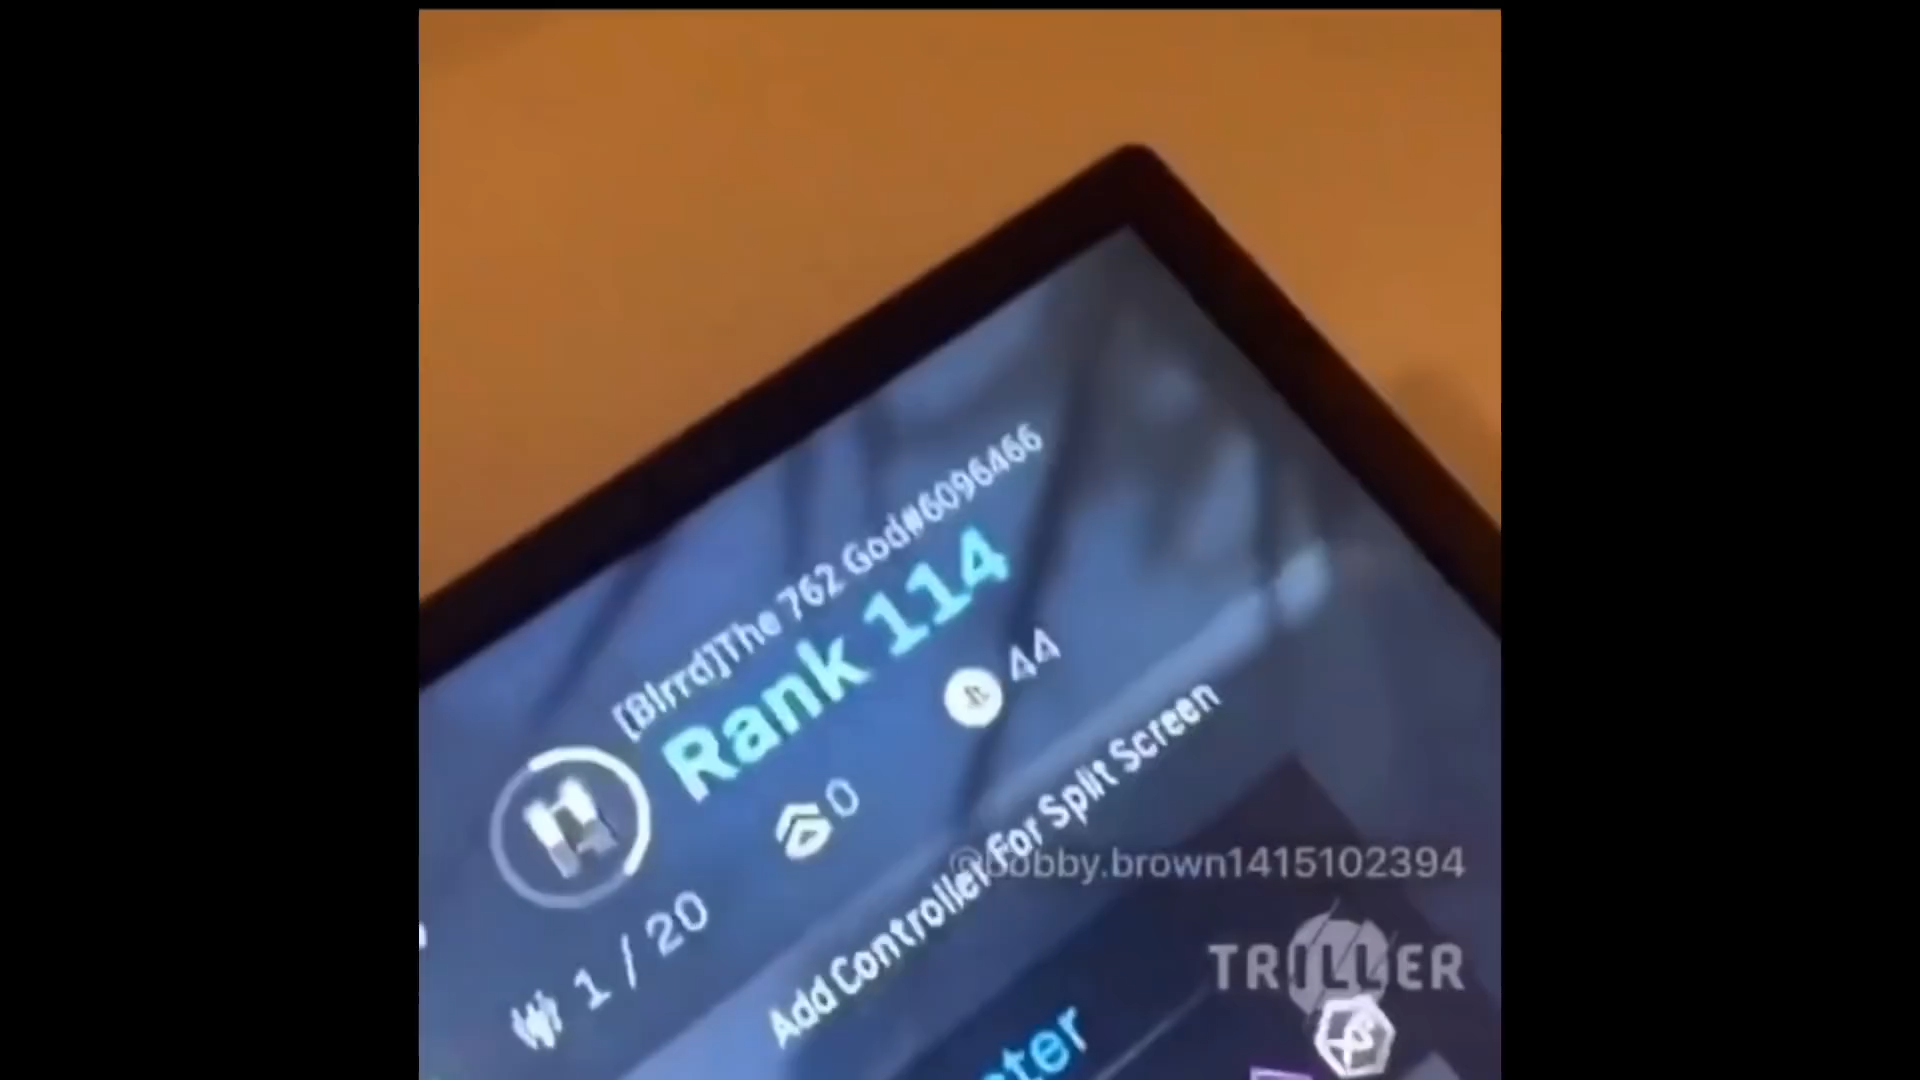 [Blrrd]The 762 God#6096466
Rank 114
0
44
1 / 20
Add Controller For Split Screen
@bobby.brown1415102394
TRILLER